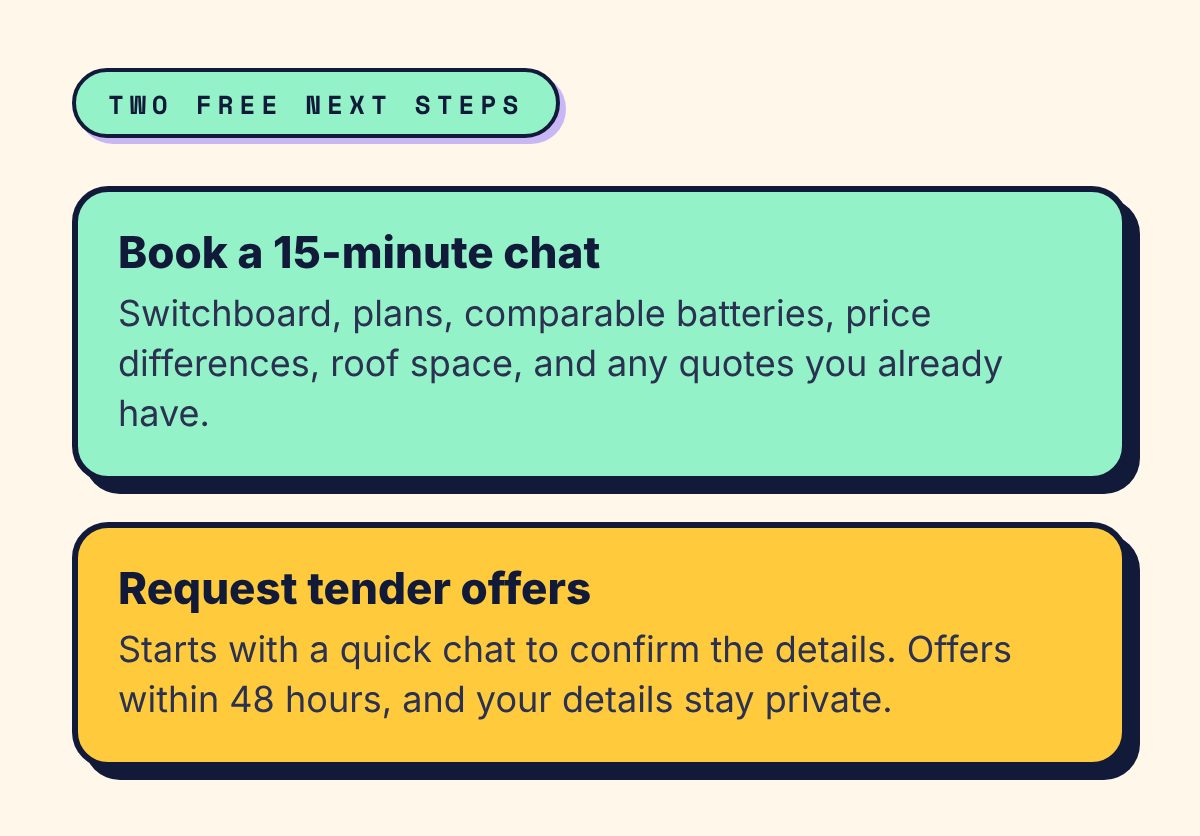 TWO FREE NEXT STEPS
Book a 15-minute chat
Switchboard, plans, comparable batteries, price
differences, roof space, and any quotes you already
have.
Request tender offers
Starts with a quick chat to confirm the details. Offers
within 48 hours, and your details stay private.